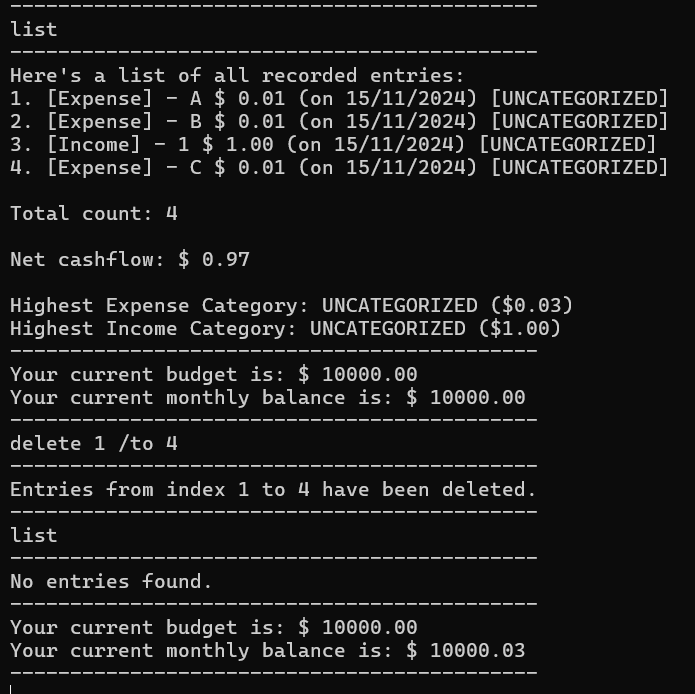 --------------------------------------------
list
--------------------------------------------
Here's a list of all recorded entries:
1. [Expense] - A $ 0.01 (on 15/11/2024) [UNCATEGORIZED]
2. [Expense] - B $ 0.01 (on 15/11/2024) [UNCATEGORIZED]
3. [Income] - 1 $ 1.00 (on 15/11/2024) [UNCATEGORIZED]
4. [Expense] - C $ 0.01 (on 15/11/2024) [UNCATEGORIZED]
Total count: 4
Net cashflow: $ 0.97
Highest Expense Category: UNCATEGORIZED ($0.03)
Highest Income Category: UNCATEGORIZED ($1.00)
--------------------------------------------
Your current budget is: $ 10000.00
Your current monthly balance is: $ 10000.00
--------------------------------------------
delete 1 /to 4
--------------------------------------------
Entries from index 1 to 4 have been deleted.
--------------------------------------------
list
--------------------------------------------
No entries found.
--------------------------------------------
Your current budget is: $ 10000.00
Your current monthly balance is: $ 10000.03
--------------------------------------------